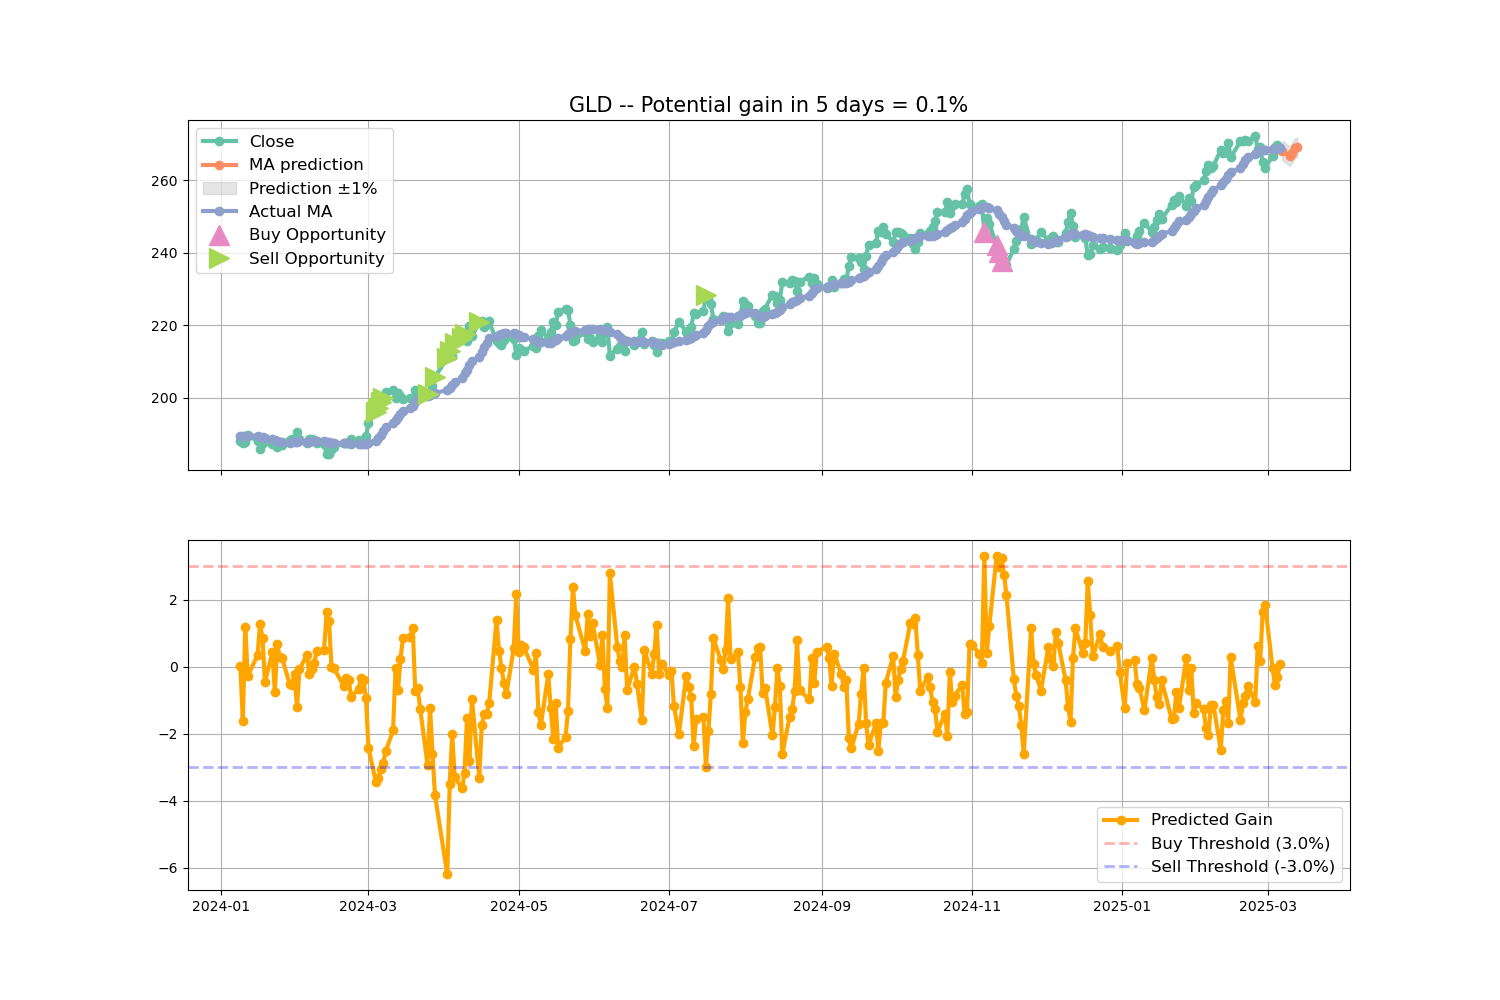 GLD -- Potential gain in 5 days = 0.1%
Close
MA prediction
Prediction ±1%
Actual MA
Buy Opportunity
Sell Opportunity
260
240
220
200
2
0
−2
−4
−6
Predicted Gain
Buy Threshold (3.0%)
Sell Threshold (-3.0%)
2024-01 2024-03 2024-05 2024-07 2024-09 2024-11 2025-01 2025-03